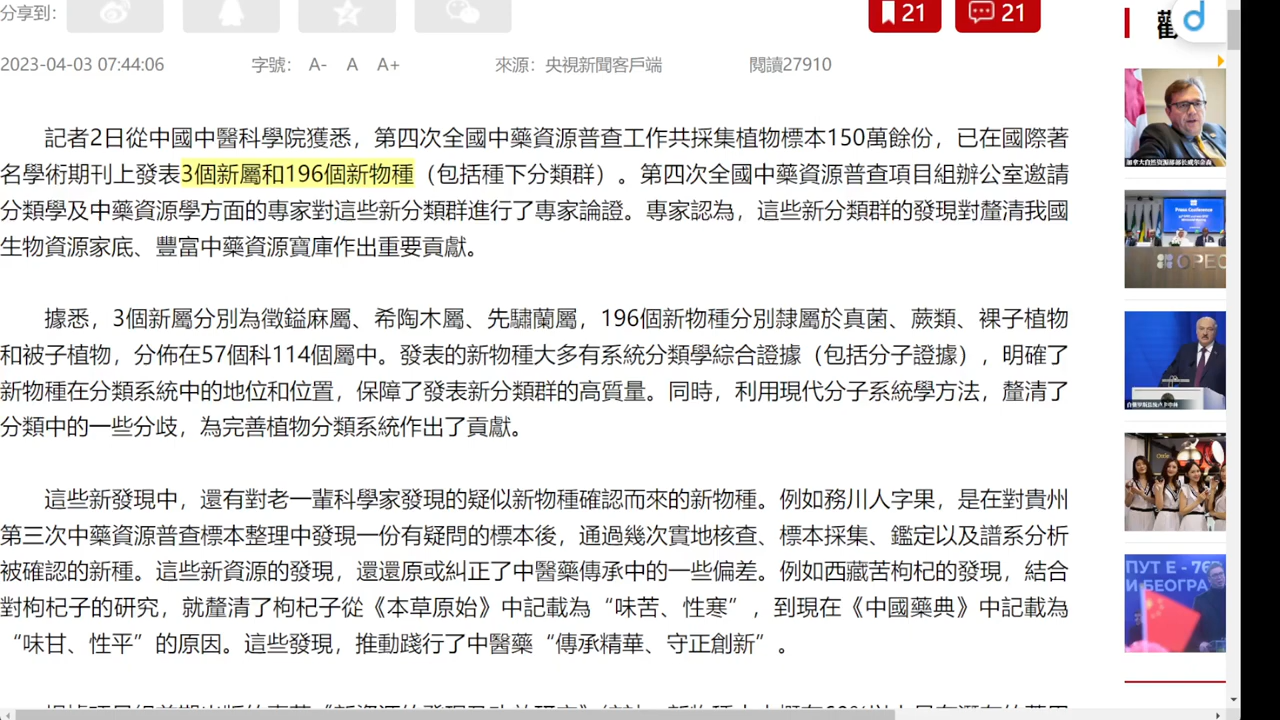 分享到:
21
21
2023-04-03 07:44:06 字號: A- A A+ 來源: 央視新聞客戶端 閱讀27910
記者2日從中國中醫科學院獲悉，第四次全國中藥資源普查工作共採集植物標本150萬餘份，已在國際著
名學術期刊上發表3個新屬和196個新物種（包括種下分類群）。第四次全國中藥資源普查項目組辦公室邀請
分類學及中藥資源學方面的專家對這些新分類群進行了專家論證。專家認為，這些新分類群的發現對釐清我國
生物資源家底、豐富中藥資源寶庫作出重要貢獻。
據悉，3個新屬分別為徵鎰麻屬、希陶木屬、先驌蘭屬，196個新物種分別隸屬於真菌、蕨類、裸子植物
和被子植物，分佈在57個科114個屬中。發表的新物種大多有系統分類學綜合證據（包括分子證據），明確了
新物種在分類系統中的地位和位置，保障了發表新分類群的高質量。同時，利用現代分子系統學方法，釐清了
分類中的一些分歧，為完善植物分類系統作出了貢獻。
這些新發現中，還有對老一輩科學家發現的疑似新物種確認而來的新物種。例如務川人字果，是在對貴州
第三次中藥資源普查標本整理中發現一份有疑問的標本後，通過幾次實地核查、標本採集、鑑定以及譜系分析
被確認的新種。這些新資源的發現，還還原或糾正了中醫藥傳承中的一些偏差。例如西藏苦枸杞的發現，結合
對枸杞子的研究，就釐清了枸杞子從《本草原始》中記載為“味苦、性寒”，到現在《中國藥典》中記載為
“味甘、性平”的原因。這些發現，推動踐行了中醫藥“傳承精華、守正創新”。
觀
加拿大自然資源部部長威尔金森
Press Conference
OPEC
ПУТ Е - 76
И БЕОГРА